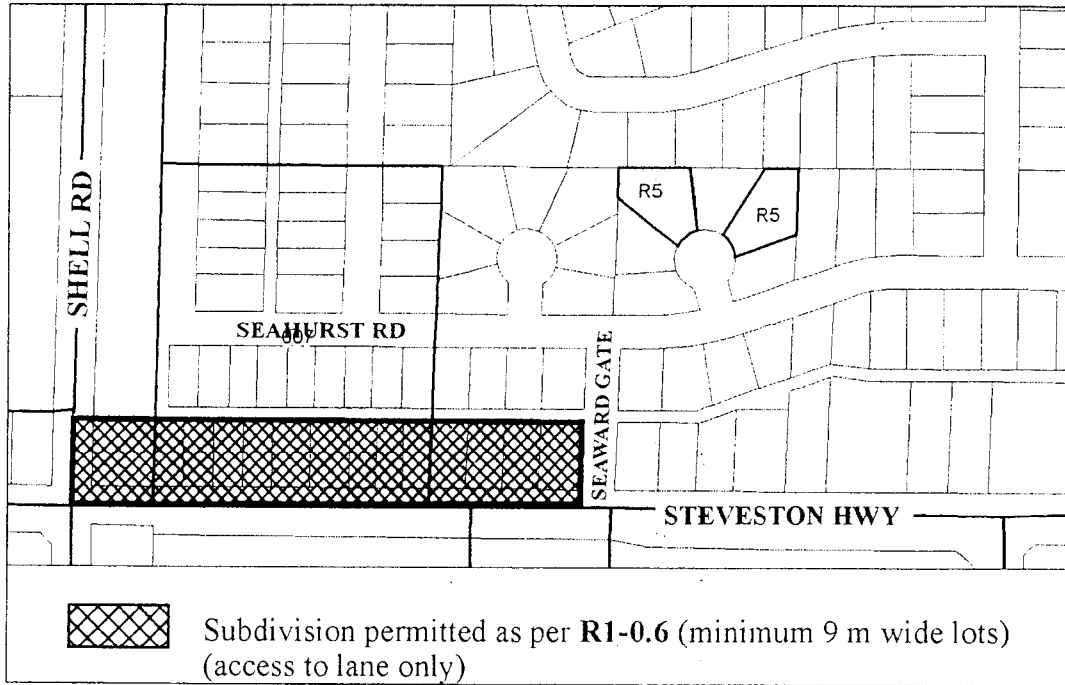 R5
R5
SHELL RD
SEAHURST RD
607
SEAWARD GATE
STEVESTON HWY
Subdivision permitted as per R1-0.6 (minimum 9 m wide lots)
(access to lane only)